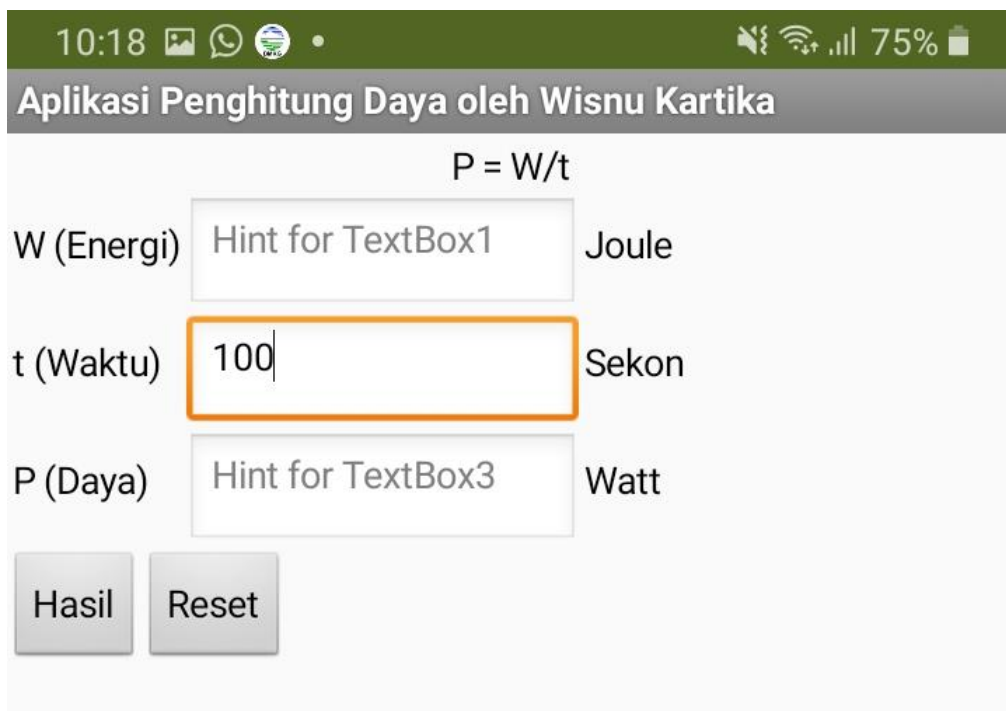 10:18 75%
Aplikasi Penghitung Daya oleh Wisnu Kartika
P = W/t
W (Energi) Hint for TextBox1 Joule
t (Waktu) 100 Sekon
P (Daya) Hint for TextBox3 Watt
Hasil Reset